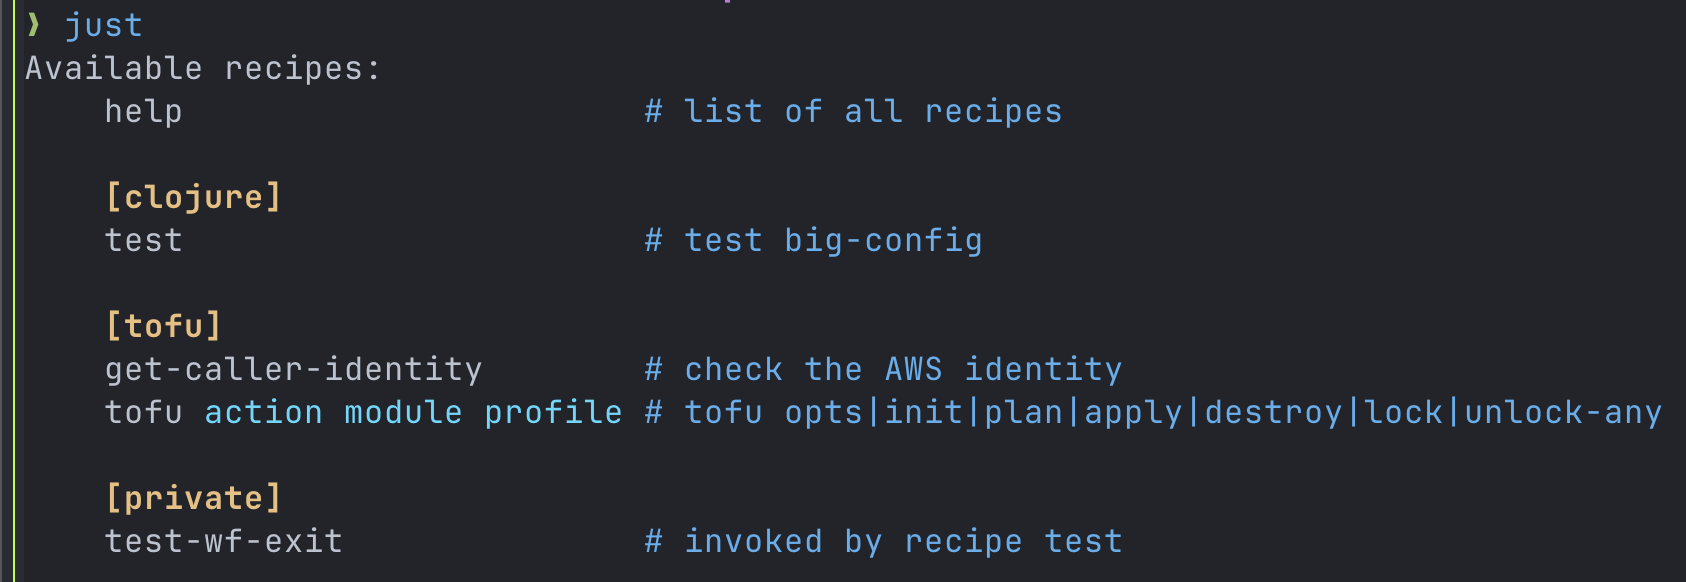 ❯ just
Available recipes:
    help                       # list of all recipes

    [clojure]
    test                       # test big-config

    [tofu]
    get-caller-identity        # check the AWS identity
    tofu action module profile # tofu opts|init|plan|apply|destroy|lock|unlock-any

    [private]
    test-wf-exit               # invoked by recipe test